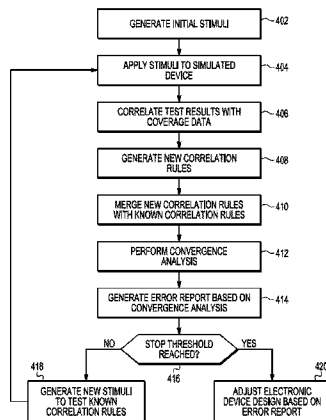 GENERATE INITIAL STIMULI
402
APPLY STIMULI TO SIMULATED
DEVICE
404
CORRELATE TEST RESULTS WITH
COVERAGE DATA
406
GENERATE NEW CORRELATION
RULES
408
MERGE NEW CORRELATION RULES
WITH KNOWN CORRELATION RULES
410
PERFORM CONVERGENCE
ANALYSIS
412
GENERATE ERROR REPORT BASED ON
CONVERGENCE ANALYSIS
414
NO
STOP THRESHOLD
REACHED?
YES
416
418
GENERATE NEW STIMULI
TO TEST KNOWN
CORRELATION RULES
420
ADJUST ELECTRONIC
DEVICE DESIGN BASED ON
ERROR REPORT